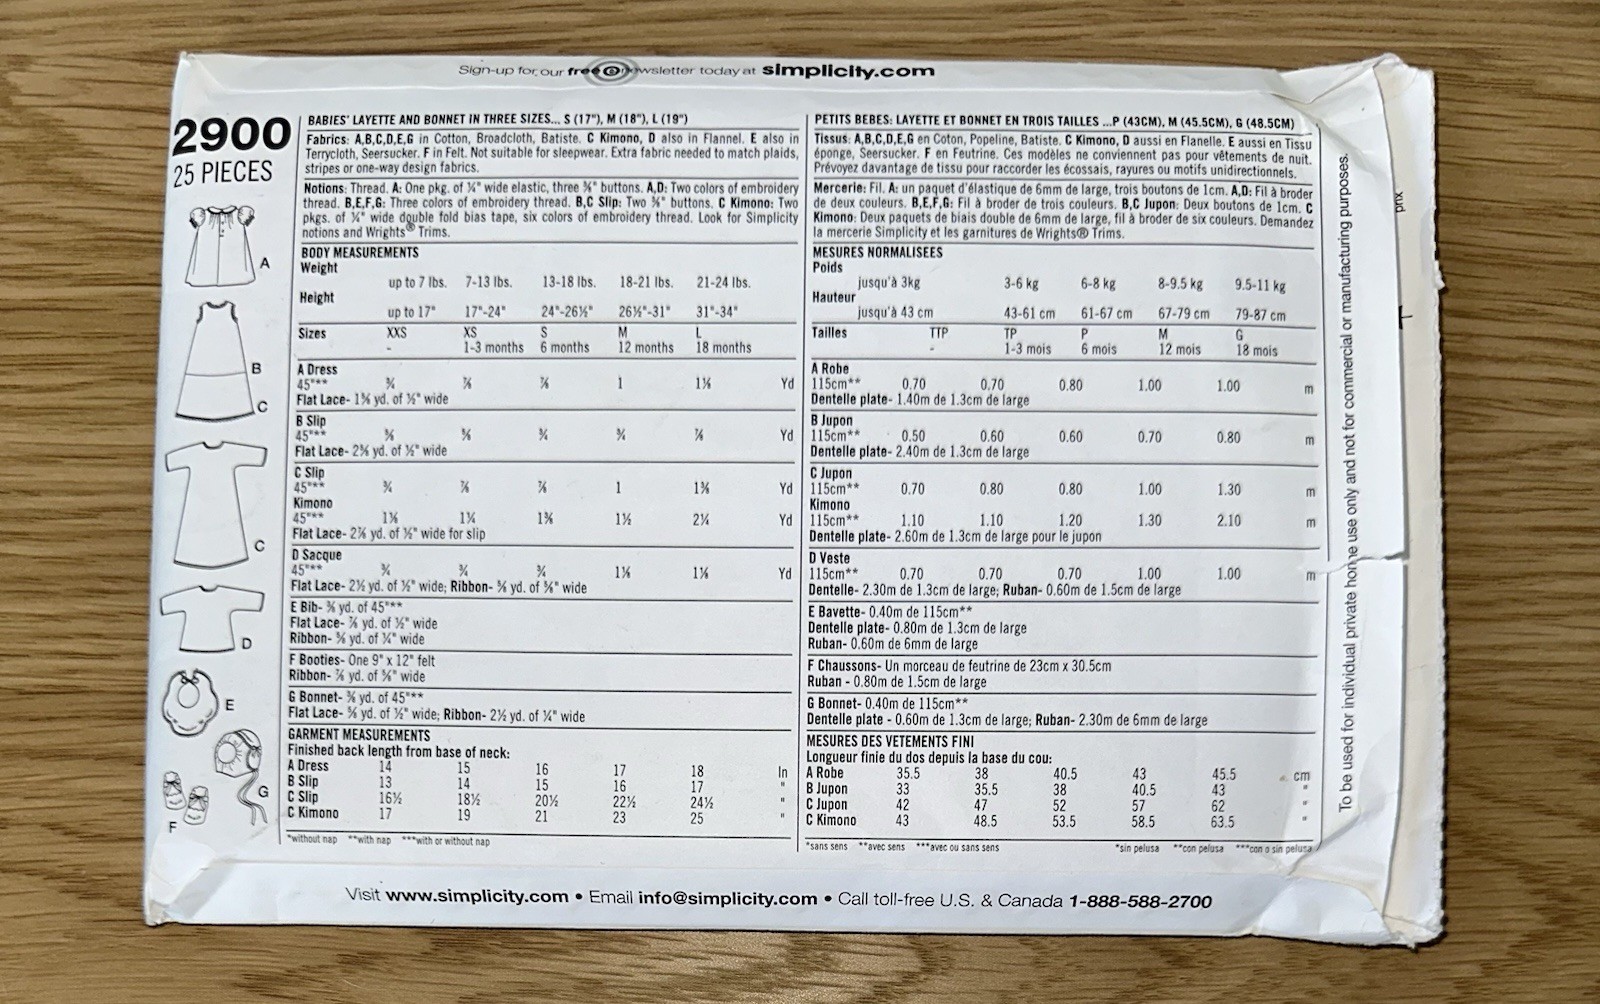 Sign-up for our free e newsletter today at simplicity.com
2900
25 PIECES
A
B
C
C
D
E
G
F
BABIES' LAYETTE AND BONNET IN THREE SIZES... S (17"), M (18"), L (19")
Fabrics: A,B,C,D,E,G in Cotton, Broadcloth, Batiste. C Kimono, D also in Flannel. E also in
Terrycloth, Seersucker. F in Felt. Not suitable for sleepwear. Extra fabric needed to match plaids,
stripes or one-way design fabrics.
Notions: Thread. A: One pkg. of ¼" wide elastic, three ⅜" buttons. A,D: Two colors of embroidery
thread. B,E,F,G: Three colors of embroidery thread. B,C Slip: Two ⅜" buttons. C Kimono: Two
pkgs. of ¼" wide double fold bias tape, six colors of embroidery thread. Look for Simplicity
notions and Wrights® Trims.
BODY MEASUREMENTS
Weight
up to 7 lbs. 7-13 lbs. 13-18 lbs. 18-21 lbs. 21-24 lbs.
Height
up to 17" 17"-24" 24"-26½" 26½"-31" 31"-34"
Sizes XXS XS S M L
- 1-3 months 6 months 12 months 18 months
A Dress
45"** 1 Yd
Flat Lace- yd. of ½" wide
B Slip
45"** Yd
Flat Lace- yd. of ½" wide
C Slip
45"** ¾ ⅞ ⅞ 1 Yd
Kimono
45"** 1½ 2¼ Yd
Flat Lace- 2⅞ yd. of ½" wide for slip
D Sacque
45"** ¾ ¾ ¾ Yd
Flat Lace- 2½ yd. of ½" wide; Ribbon- ⅝ yd. of ⅝" wide
E Bib- ⅜ yd. of 45"**
Flat Lace- ⅞ yd. of ½" wide
Ribbon- ⅝ yd. of ¼" wide
F Booties- One 9" x 12" felt
Ribbon- ⅞ yd. of ⅝" wide
G Bonnet- ⅜ yd. of 45"**
Flat Lace- ⅝ yd. of ½" wide; Ribbon- 2½ yd. of ¼" wide
GARMENT MEASUREMENTS
Finished back length from base of neck:
A Dress 14 15 16 17 18 In
B Slip 13 14 15 16 17 "
C Slip 16½ 18½ 20½ 22½ 24½ "
C Kimono 17 19 21 23 25 "
*without nap **with nap ***with or without nap
PETITS BEBES: LAYETTE ET BONNET EN TROIS TAILLES ...P (43CM), M (45.5CM), G (48.5CM)
Tissus: A,B,C,D,E,G en Coton, Popeline, Batiste. C Kimono, D aussi en Flanelle. E aussi en Tissu
éponge, Seersucker. F en Feutrine. Ces modèles ne conviennent pas pour vêtements de nuit.
Prévoyez davantage de tissu pour raccorder les écossais, rayures ou motifs unidirectionnels.
Mercerie: Fil. A: un paquet d'élastique de 6mm de large, trois boutons de 1cm. A,D: Fil à broder
de deux couleurs. B,E,F,G: Fil à broder de trois couleurs. B,C Jupon: Deux boutons de 1cm. C
Kimono: Deux paquets de biais double de 6mm de large, fil à broder de six couleurs. Demandez
la mercerie Simplicity et les garnitures de Wrights® Trims.
MESURES NORMALISEES
Poids
jusqu'à 3kg 3-6 kg 6-8 kg 8-9.5 kg 9.5-11 kg
Hauteur
jusqu'à 43 cm 43-61 cm 61-67 cm 67-79 cm 79-87 cm
Tailles TTP TP P M G
- 1-3 mois 6 mois 12 mois 18 mois
A Robe
115cm** 0.70 0.70 0.80 1.00 1.00 m
Dentelle plate- 1.40m de 1.3cm de large
B Jupon
115cm** 0.50 0.60 0.60 0.70 0.80 m
Dentelle plate- 2.40m de 1.3cm de large
C Jupon
115cm** 0.70 0.80 0.80 1.00 1.30 m
Kimono
115cm** 1.10 1.10 1.20 1.30 2.10 m
Dentelle plate- 2.60m de 1.3cm de large pour le jupon
D Veste
115cm** 0.70 0.70 0.70 1.00 1.00 m
Dentelle- 2.30m de 1.3cm de large; Ruban- 0.60m de 1.5cm de large
E Bavette- 0.40m de 115cm**
Dentelle plate- 0.80m de 1.3cm de large
Ruban- 0.60m de 6mm de large
F Chaussons- Un morceau de feutrine de 23cm x 30.5cm
Ruban - 0.80m de 1.5cm de large
G Bonnet- 0.40m de 115cm**
Dentelle plate - 0.60m de 1.3cm de large; Ruban- 2.30m de 6mm de large
MESURES DES VETEMENTS FINI
Longueur finie du dos depuis la base du cou:
A Robe 35.5 38 40.5 43 45.5 cm
B Jupon 33 35.5 38 40.5 43 "
C Jupon 42 47 52 57 62 "
C Kimono 43 48.5 53.5 58.5 63.5 "
*sans sens **avec sens ***avec ou sans sens *sin pelusa **con pelusa ***con o sin pelusa
To be used for individual private home use only and not for commercial or manufacturing purposes.
prix
Visit www.simplicity.com • Email info@simplicity.com • Call toll-free U.S. & Canada 1-888-588-2700